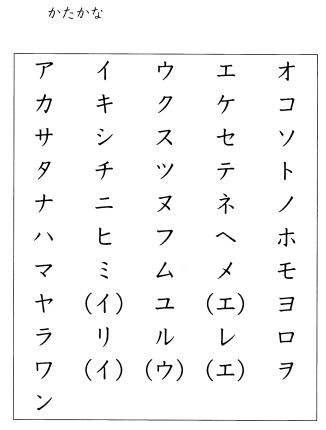 かたかな
ア イ ウ エ オ
カ キ ク ケ コ
サ シ ス セ ソ
タ チ ツ テ ト
ナ ニ ヌ ネ ノ
ハ ヒ フ ヘ ホ
マ ミ ム メ モ
ヤ (イ) ユ (エ) ヨ
ラ リ ル レ ロ
ワ (イ) (ウ) (エ) ヲ
ン